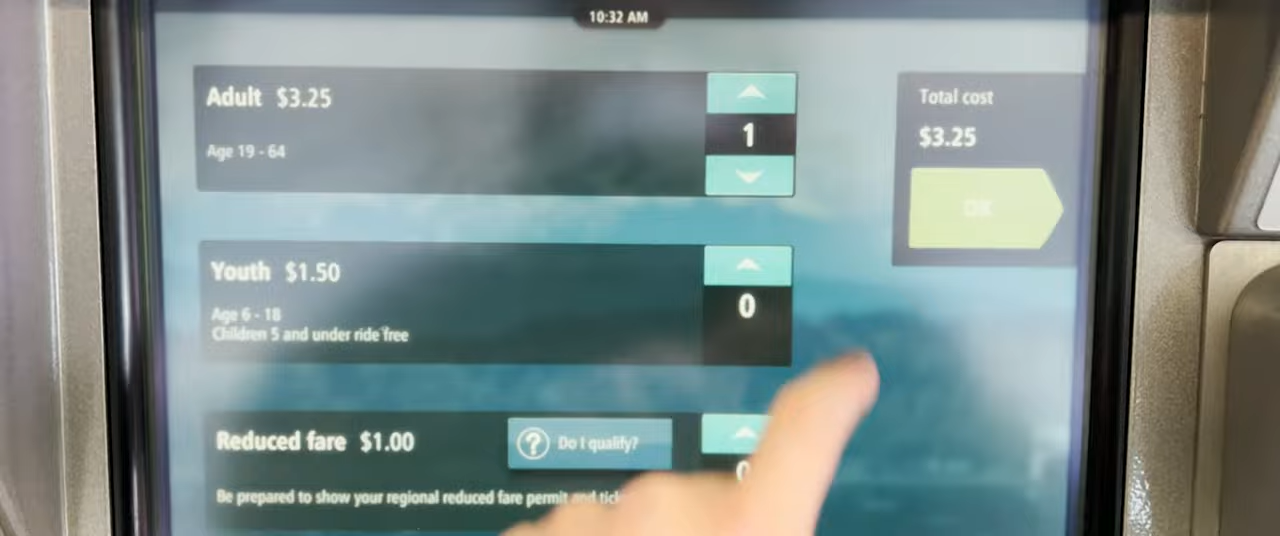 10:32 AM
Adult $3.25
1
Age 19 - 64
Total cost
$3.25
OK
Youth $1.50
0
Age 6 - 18
Children 5 and under ride free
Reduced fare $1.00
? Do I qualify?
0
Be prepared to show your regional reduced fare permit and